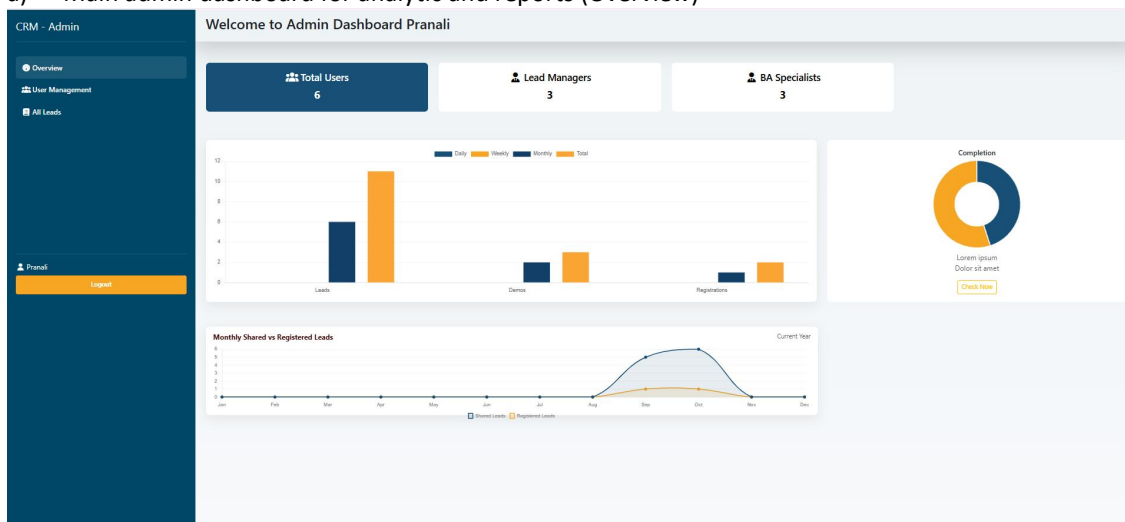 a) Main admin dashboard for analytic and reports (Overview)
CRM - Admin
Welcome to Admin Dashboard Pranali
Overview
User Management
All Leads
Pranali
Logout
Total Users
6
Lead Managers
3
BA Specialists
3
Daily Weekly Monthly Total
12
10
8
6
4
2
0
Leads Demos Registrations
Completion
Lorem ipsum
Dolor sit amet
Check Now
Monthly Shared vs Registered Leads
Current Year
6
5
4
3
2
1
0
Jan Feb Mar Apr May Jun Jul Aug Sep Oct Nov Dec
Shared Leads Registered Leads